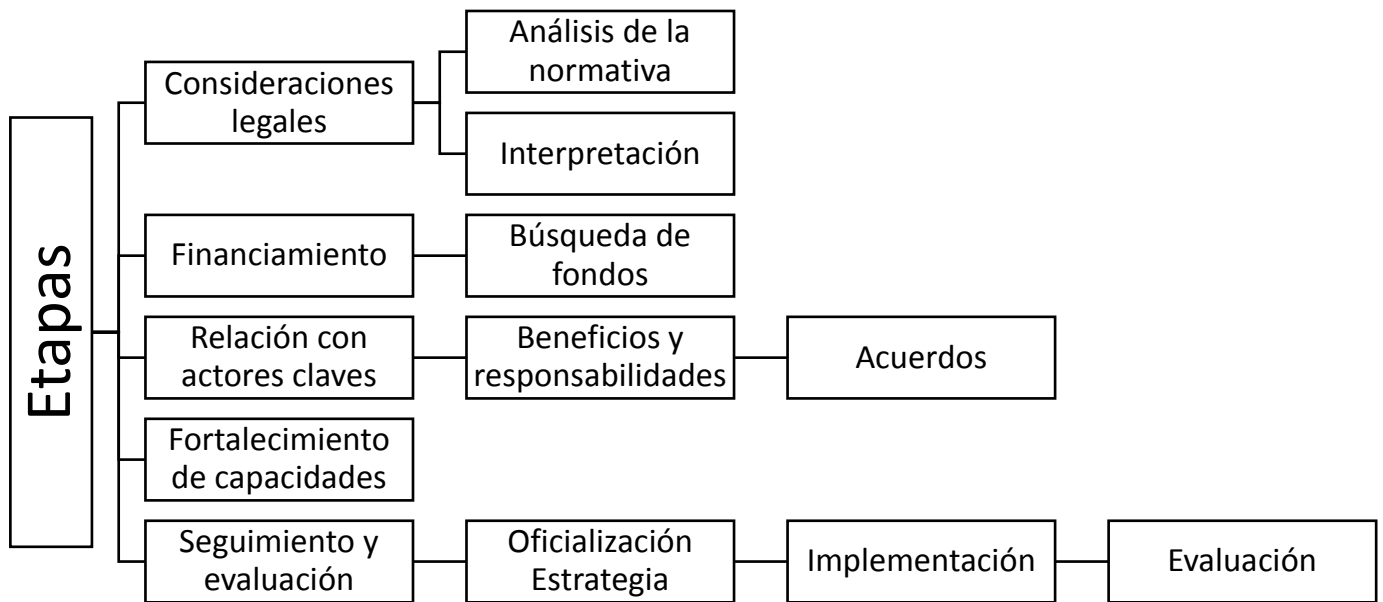 Etapas
Consideraciones
legales
Análisis de la
normativa
Interpretación
Financiamiento
Búsqueda de
fondos
Relación con
actores claves
Beneficios y
responsabilidades
Acuerdos
Fortalecimiento
de capacidades
Seguimiento y
evaluación
Oficialización
Estrategia
Implementación
Evaluación